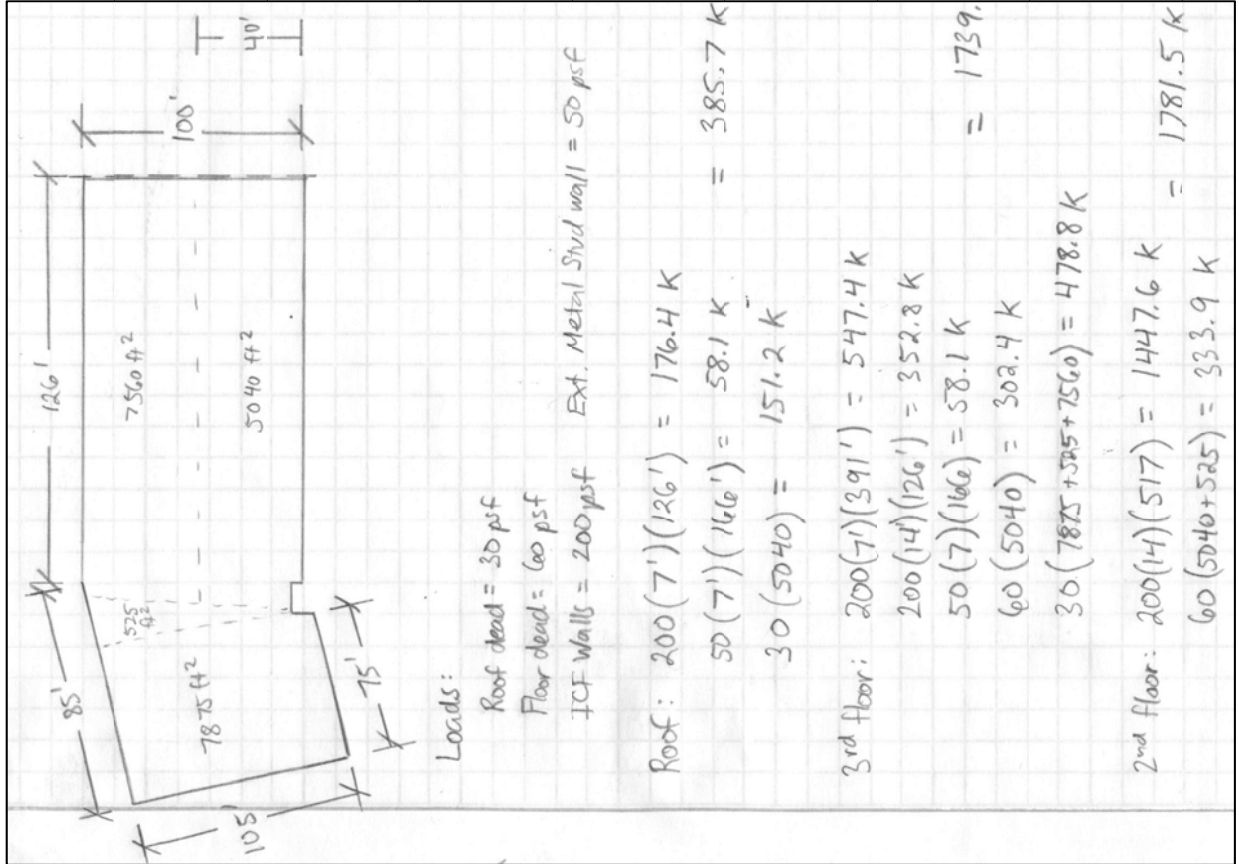 126'
85'
100'
40'
7560 ft²
525 ft²
5040 ft²
7875 ft²
75'
105'
Loads:
Roof dead = 30 psf
Floor dead = 60 psf
ICF Walls = 200 psf Ext. Metal Stud wall = 50 psf
Roof: 200 (7')(126') = 176.4 K
50 (7')(166') = 58.1 K = 385.7 K
30 (5040) = 151.2 K
3rd floor: 200(7')(391') = 547.4 K
200(14')(126') = 352.8 K
50(7)(166) = 58.1 K = 1739.
60 (5040) = 302.4 K
30 (7875+525+7560) = 478.8 K
2nd floor: 200(14)(517) = 1447.6 K = 1781.5 K
60 (5040+525) = 333.9 K